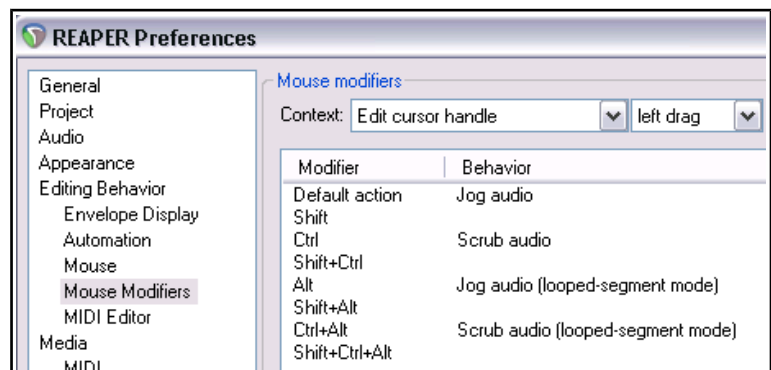 REAPER Preferences
General
Project
Audio
Appearance
Editing Behavior
Envelope Display
Automation
Mouse
Mouse Modifiers
MIDI Editor
Media
MIDI
Mouse modifiers
Context: Edit cursor handle left drag
Modifier Behavior
Default action Jog audio
Shift
Ctrl Scrub audio
Shift+Ctrl
Alt Jog audio (looped-segment mode)
Shift+Alt
Ctrl+Alt Scrub audio (looped-segment mode)
Shift+Ctrl+Alt